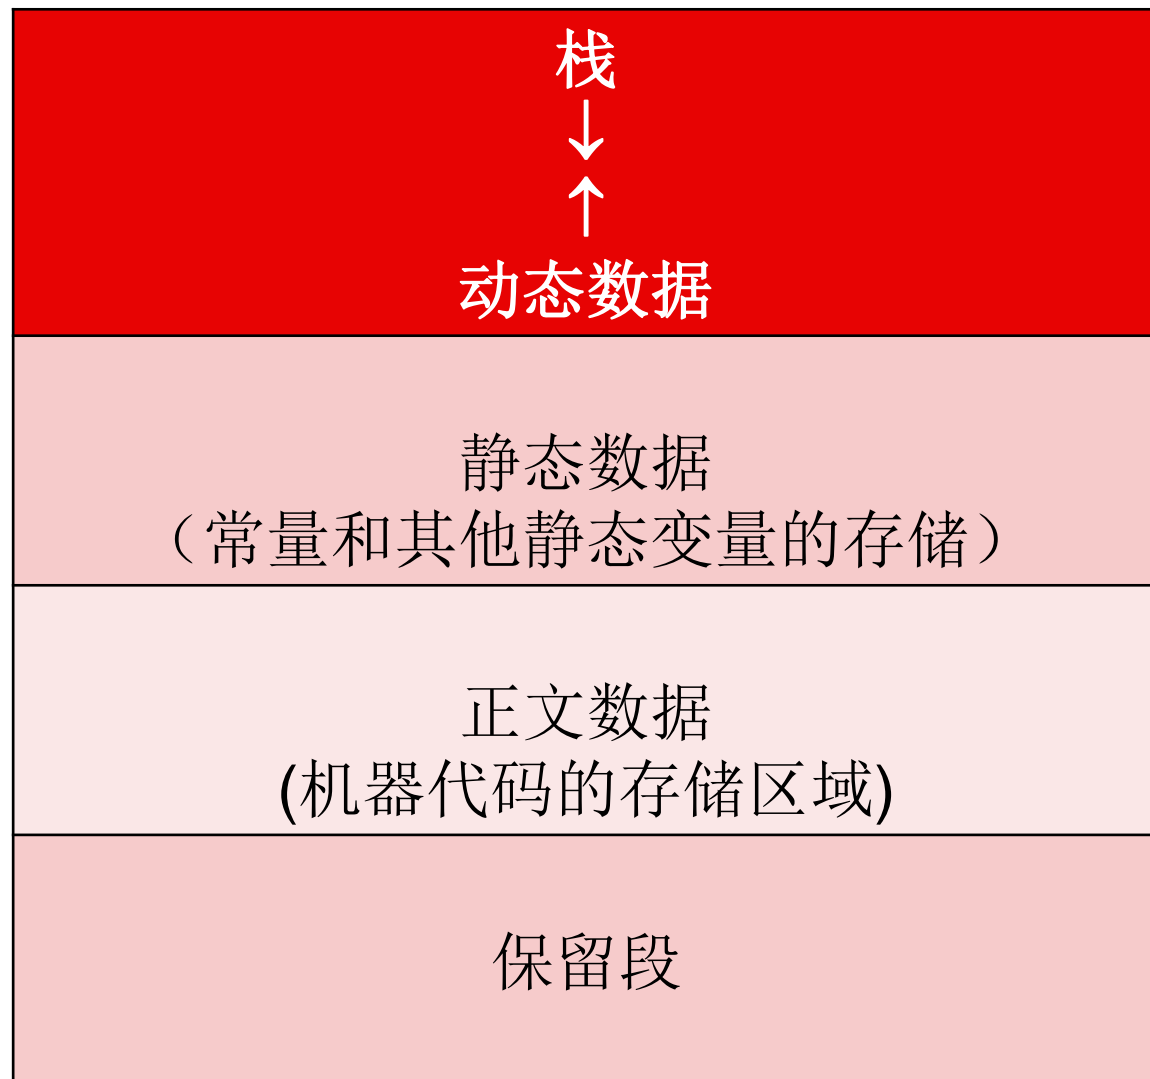 栈
↓
↑
动态数据
静态数据
（常量和其他静态变量的存储）
正文数据
(机器代码的存储区域)
保留段